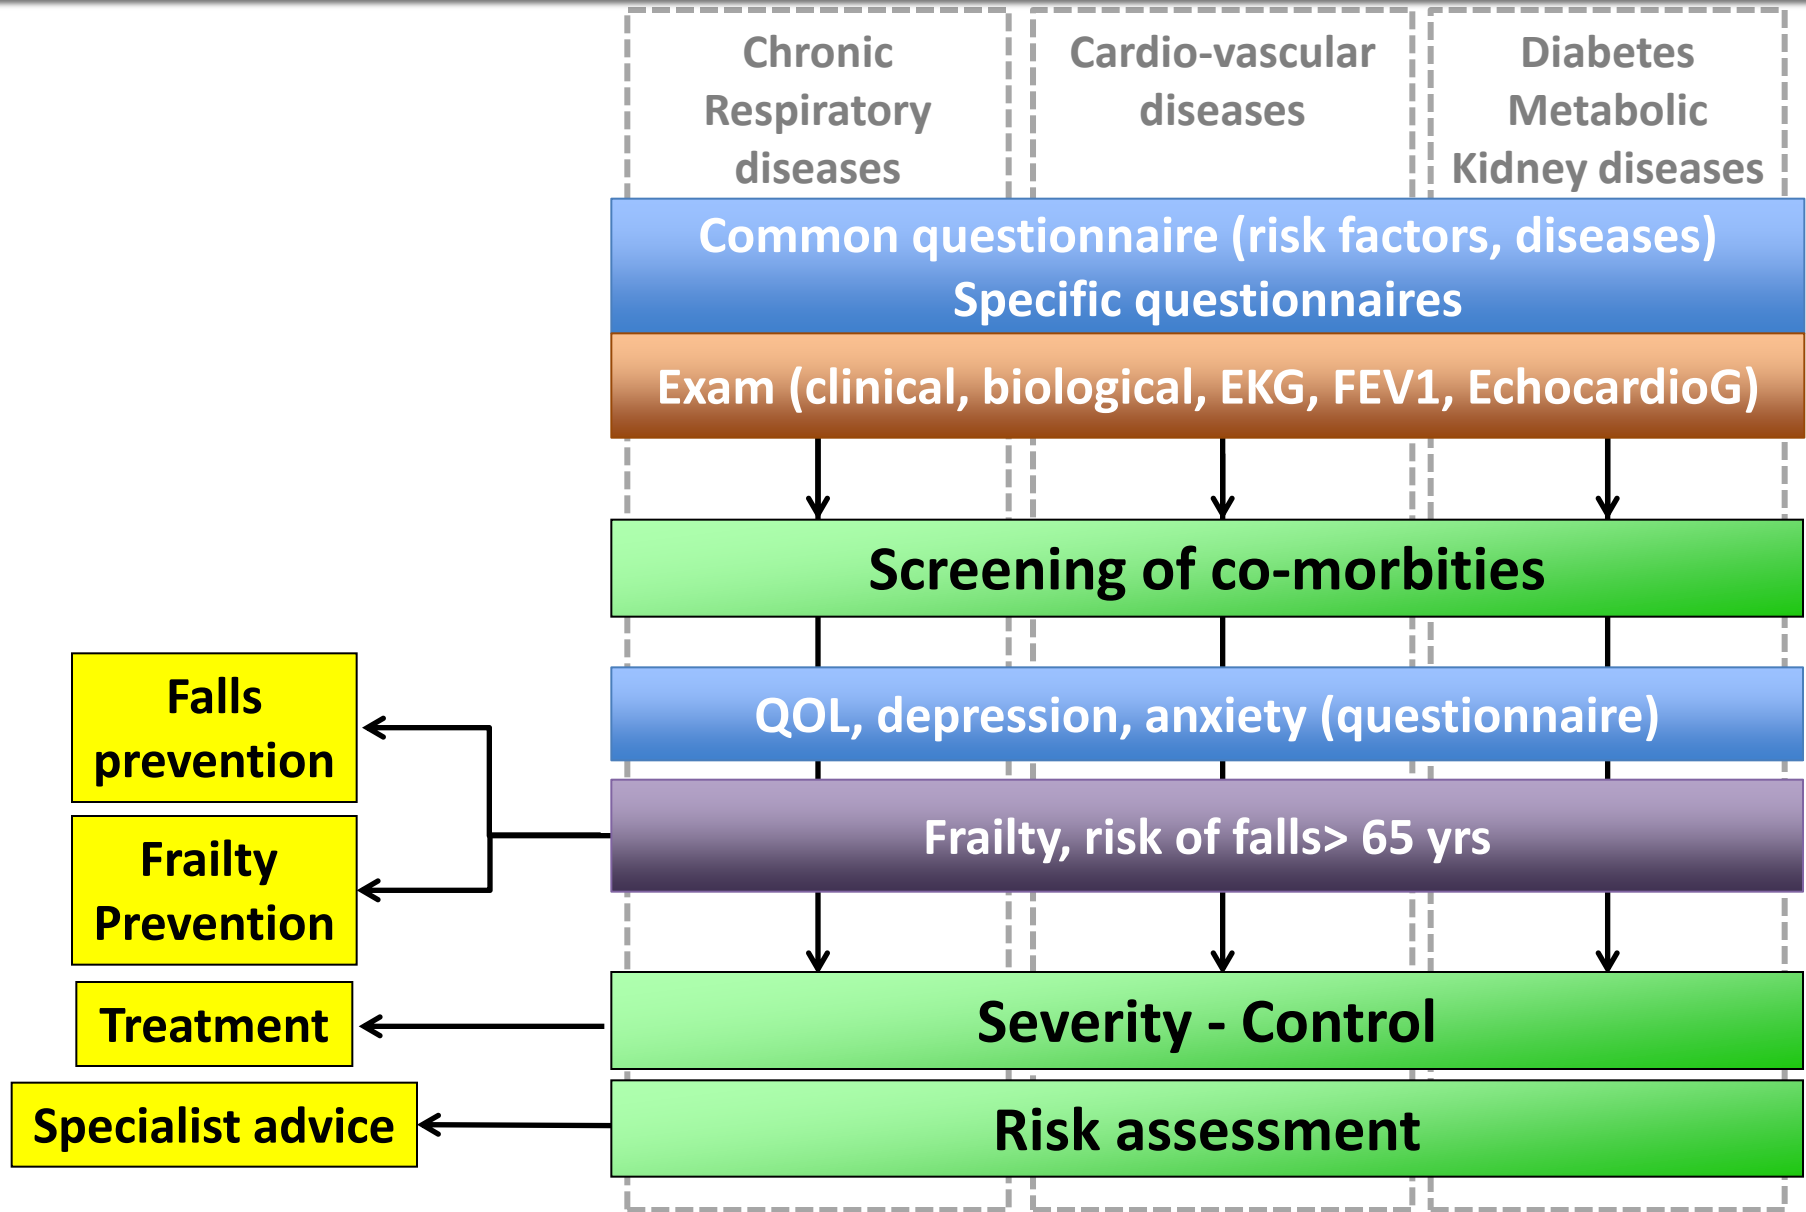 Chronic
Respiratory
diseases
Cardio-vascular
diseases
Diabetes
Metabolic
Kidney diseases
Common questionnaire (risk factors, diseases)
Specific questionnaires
Exam (clinical, biological, EKG, FEV1, EchocardioG)
Screening of co-morbities
QOL, depression, anxiety (questionnaire)
Frailty, risk of falls> 65 yrs
Falls
prevention
Frailty
Prevention
Severity - Control
Treatment
Risk assessment
Specialist advice